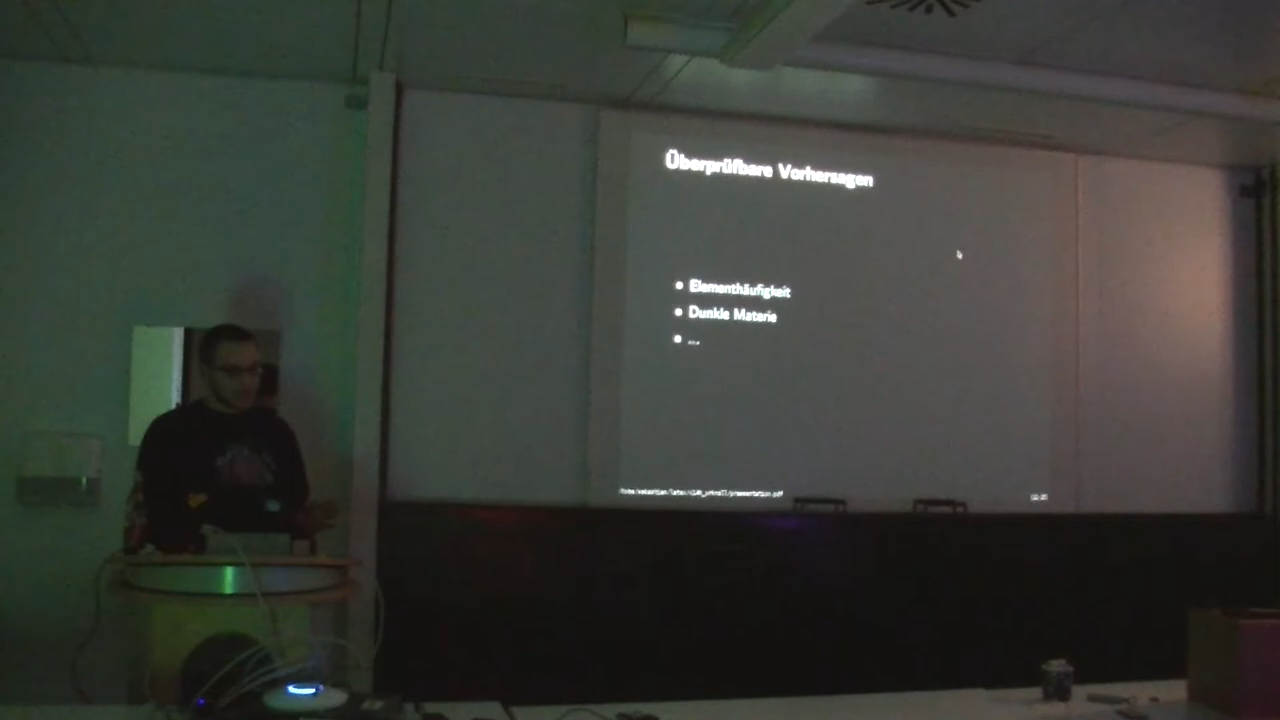 Überprüfbare Vorhersagen
• Elementhäufigkeit
• Dunkle Materie
• ...